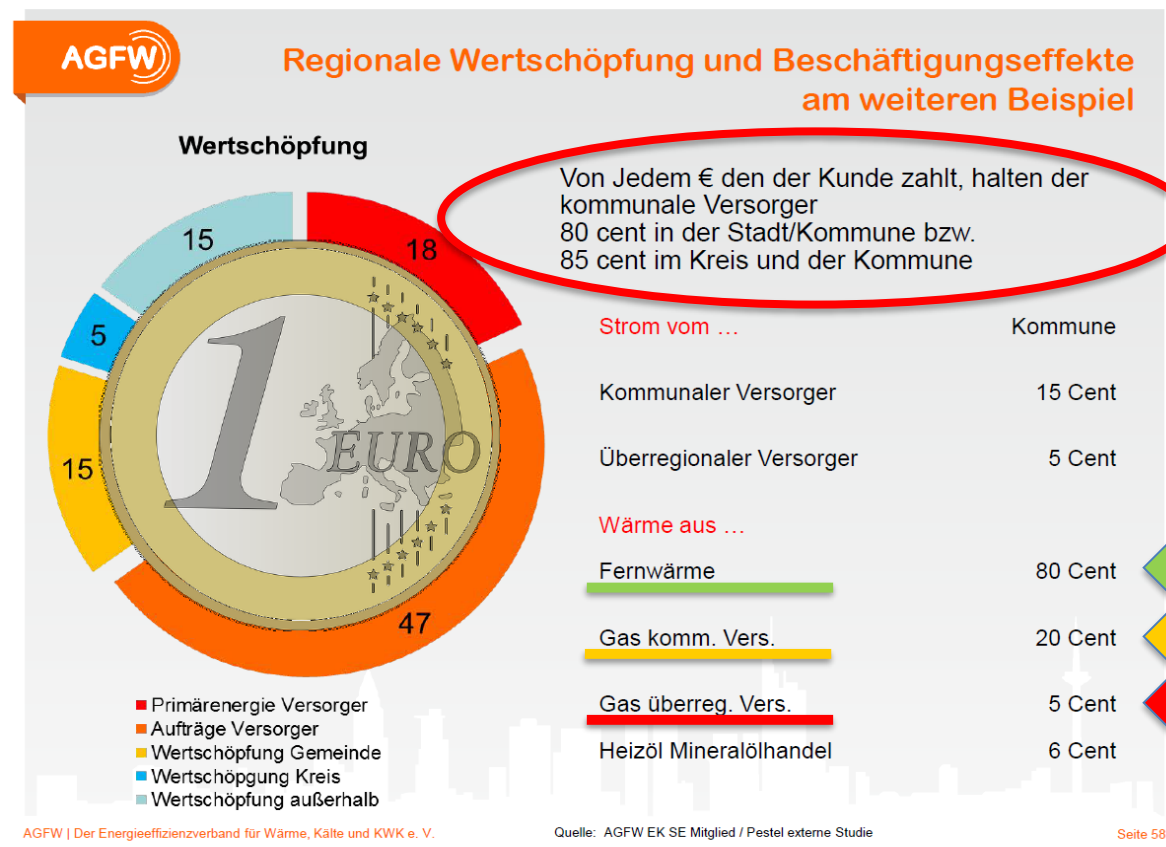 AGFW
Regionale Wertschöpfung und Beschäftigungseffekte
am weiteren Beispiel
Wertschöpfung
15
18
5
15
47
1
EURO
Primärenergie Versorger
Aufträge Versorger
Wertschöpfung Gemeinde
Wertschöpgung Kreis
Wertschöpfung außerhalb
Von Jedem € den der Kunde zahlt, halten der
kommunale Versorger
80 cent in der Stadt/Kommune bzw.
85 cent im Kreis und der Kommune
Strom vom … Kommune
Kommunaler Versorger 15 Cent
Überregionaler Versorger 5 Cent
Wärme aus …
Fernwärme 80 Cent
Gas komm. Vers. 20 Cent
Gas überreg. Vers. 5 Cent
Heizöl Mineralölhandel 6 Cent
AGFW | Der Energieeffizienzverband für Wärme, Kälte und KWK e. V.
Quelle: AGFW EK SE Mitglied / Pestel externe Studie
Seite 58